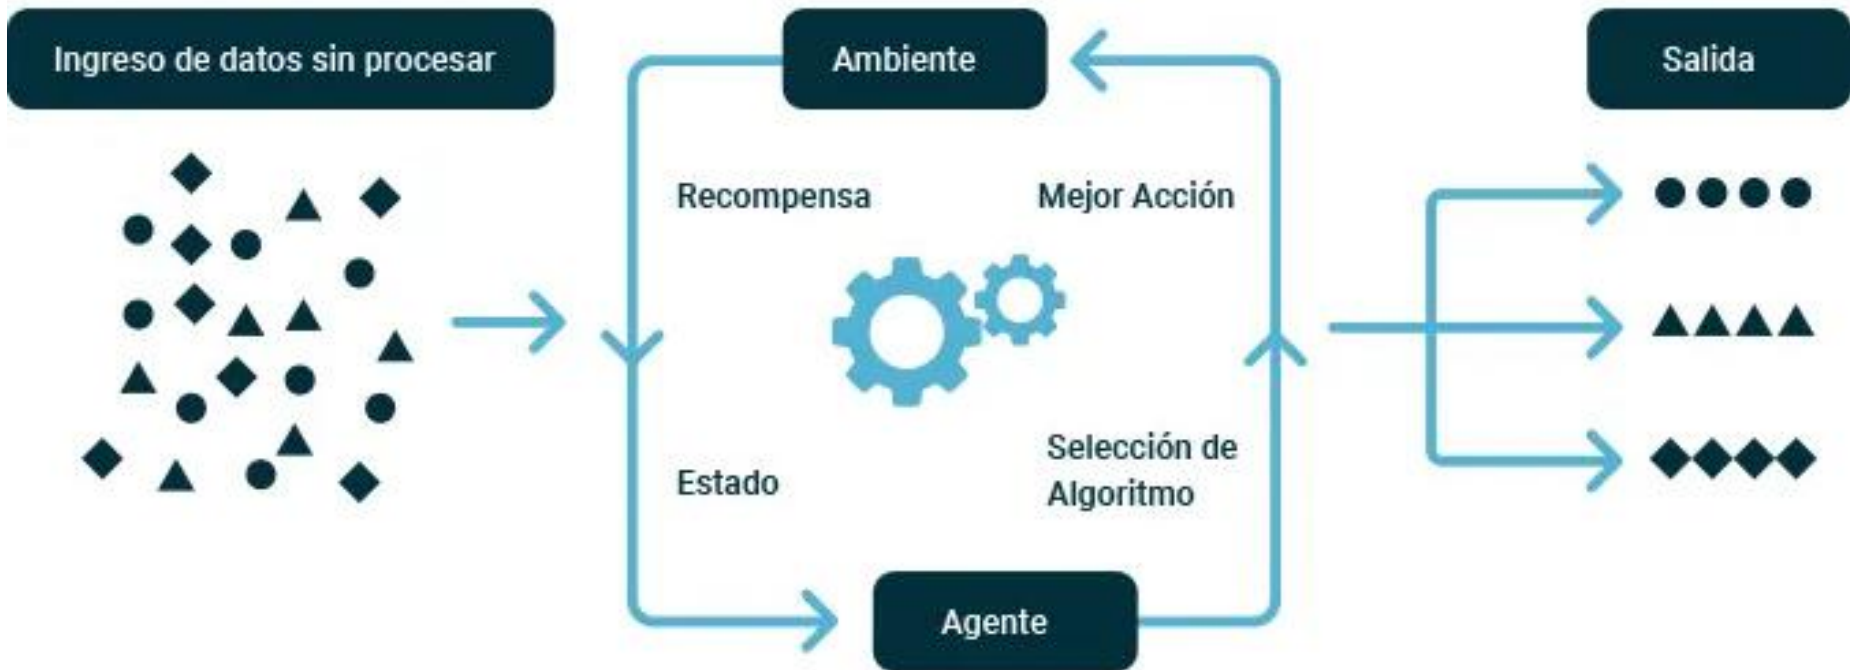 Ingreso de datos sin procesar
Ambiente
Salida
Recompensa
Mejor Acción
Estado
Selección de
Algoritmo
Agente